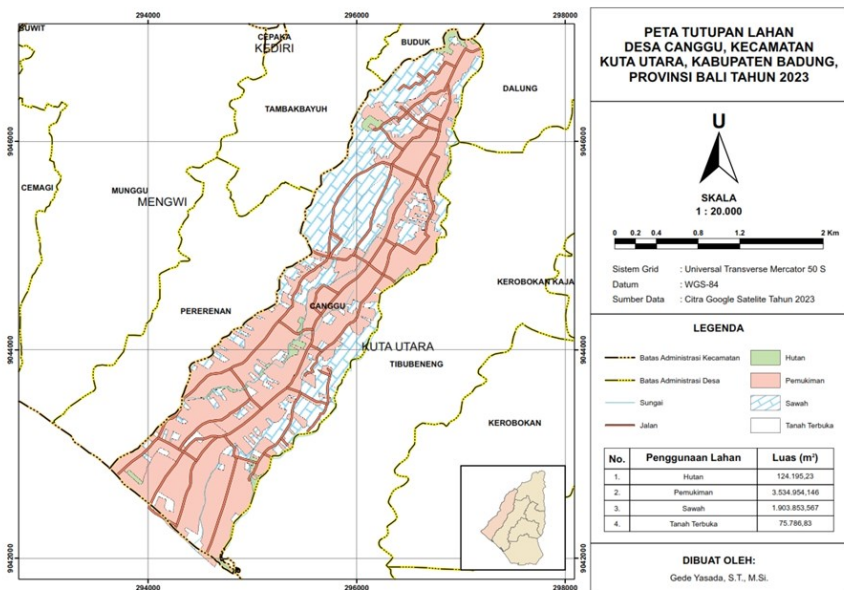 294000
296000
298000
BUWIT
CEPAKA
KEDIRI
BUDUK
DALUNG
TAMBAKBAYUH
9046000
9046000
CEMAGI
MUNGGU
MENGWI
KEROBOKAN KAJA
PERERENAN
CANGGU
9044000
KUTA UTARA
9044000
TIBUBENENG
KEROBOKAN
9042000
9042000
294000
296000
298000
PETA TUTUPAN LAHAN
DESA CANGGU, KECAMATAN
KUTA UTARA, KABUPATEN BADUNG,
PROVINSI BALI TAHUN 2023
U
SKALA
1 : 20.000
0 0.2 0.4 0.8 1.2 2 Km
Sistem Grid : Universal Transverse Mercator 50 S
Datum : WGS-84
Sumber Data : Citra Google Satelite Tahun 2023
LEGENDA
Batas Administrasi Kecamatan
Hutan
Batas Administrasi Desa
Pemukiman
Sungai
Sawah
Jalan
Tanah Terbuka
No. Penggunaan Lahan Luas (m²)
1. Hutan 124.195,23
2. Pemukiman 3.534.954,146
3. Sawah 1.903.853,567
4. Tanah Terbuka 75.786,83
DIBUAT OLEH:
Gede Yasada, S.T., M.Si.